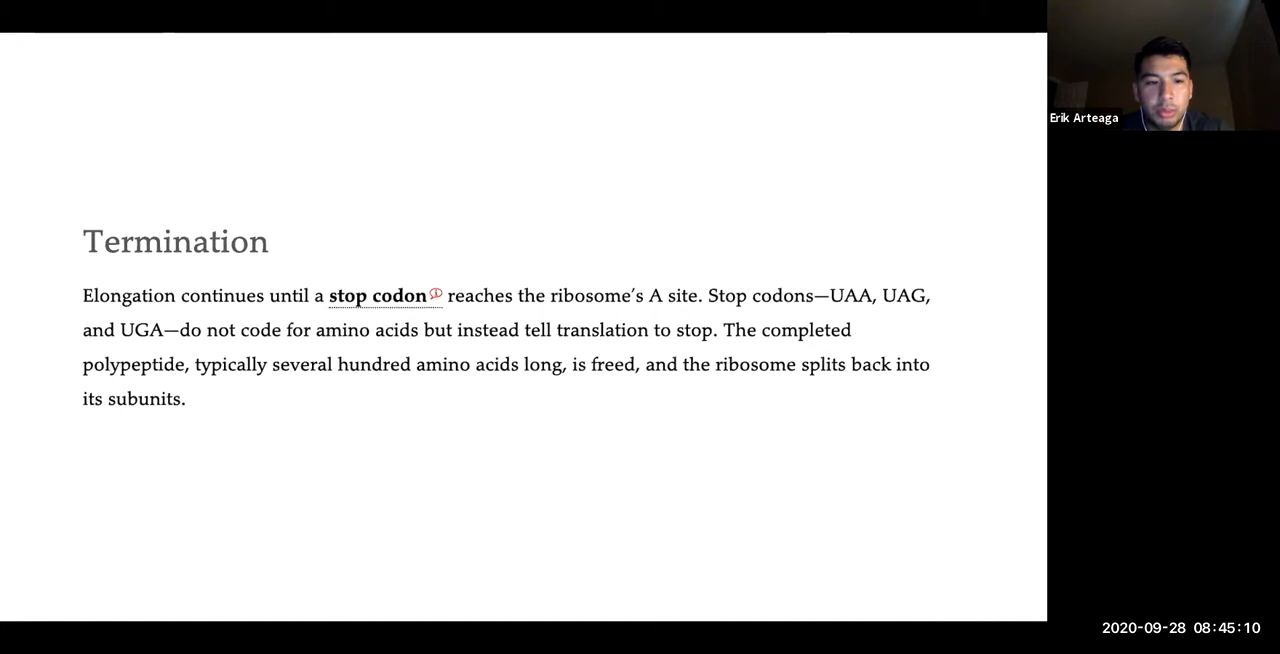 Erik Arteaga
Termination
Elongation continues until a stop codon reaches the ribosome’s A site. Stop codons—UAA, UAG,
and UGA—do not code for amino acids but instead tell translation to stop. The completed
polypeptide, typically several hundred amino acids long, is freed, and the ribosome splits back into
its subunits.
2020-09-28 08:45:10